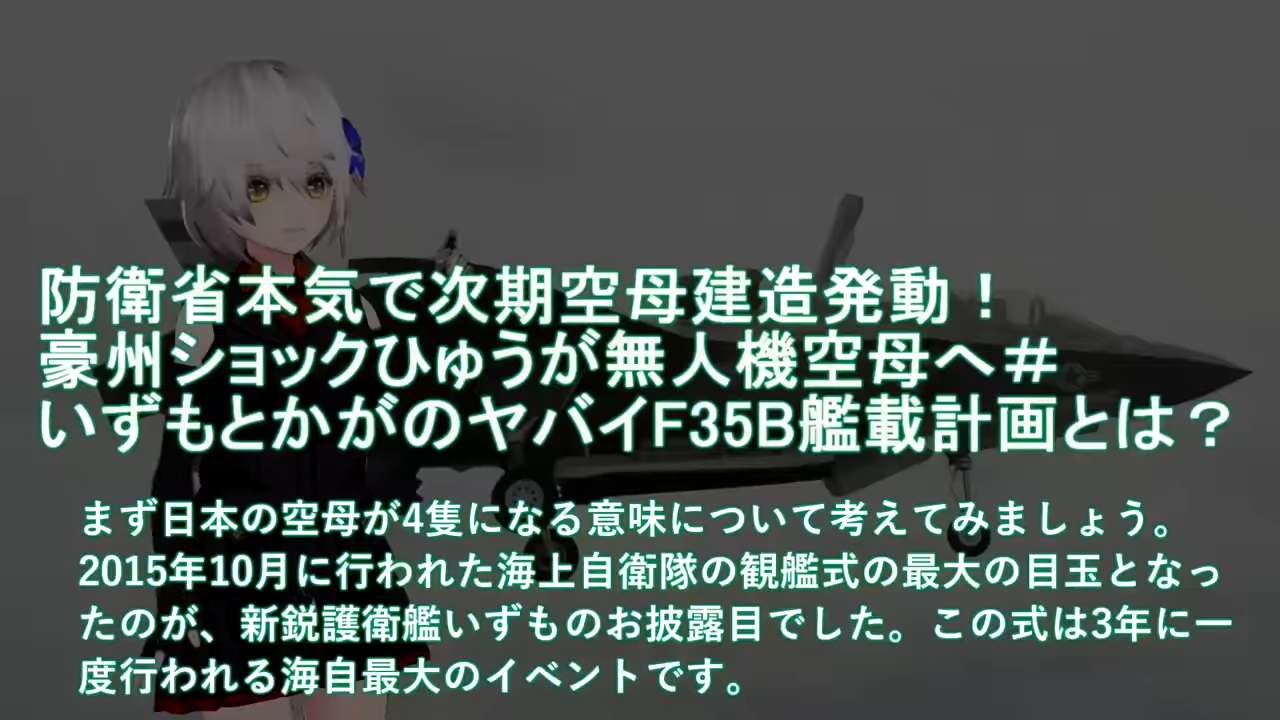 防衛省本気で次期空母建造発動！
豪州ショックひゅうが無人機空母へ＃
いずもとかがのヤバイF35B艦載計画とは？
まず日本の空母が4隻になる意味について考えてみましょう。
2015年10月に行われた海上自衛隊の観艦式の最大の目玉となっ
たのが、新鋭護衛艦いずものお披露目でした。この式は3年に一
度行われる海自最大のイベントです。